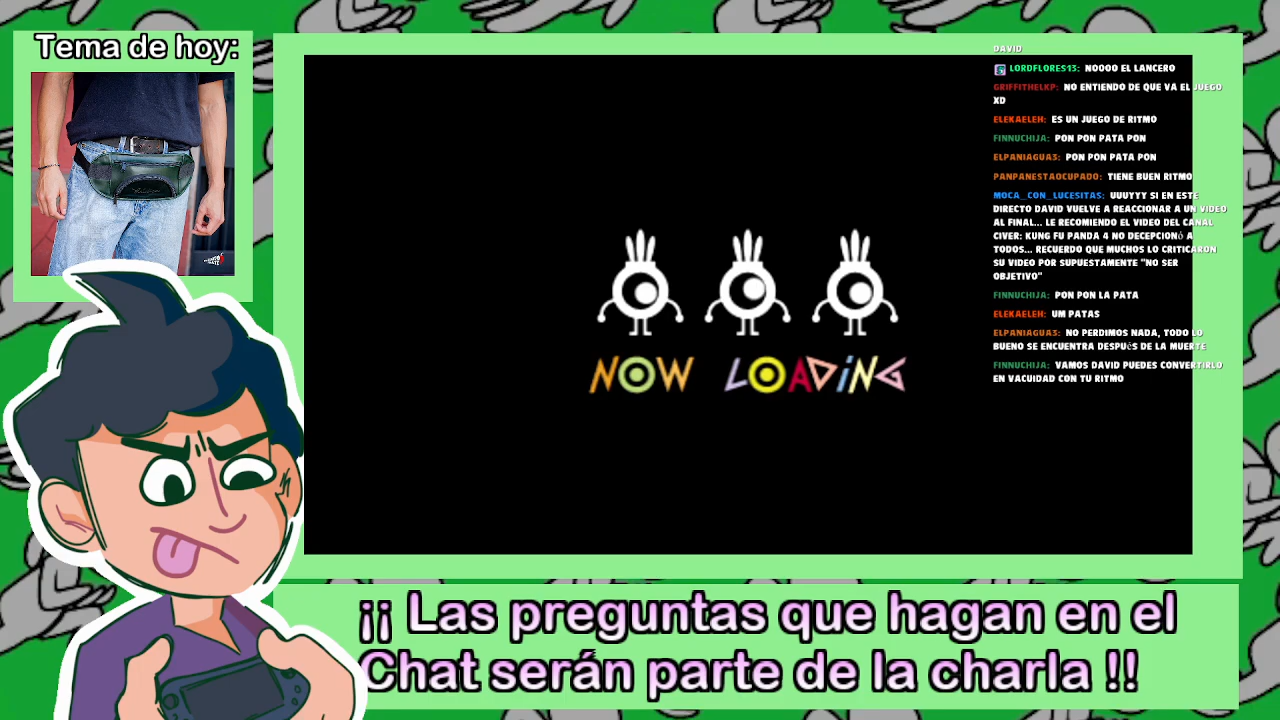 Tema de hoy:
DAVID
LORDFLORES13: NOOOO EL LANCERO
GRIFFITHELKP: NO ENTIENDO DE QUE VA EL JUEGO
XD
ELEKAELEH: ES UN JUEGO DE RITMO
FINNUCHIJA: PON PON PATA PON
ELPANIAGUA3: PON PON PATA PON
PANPANESTAOCUPADO: TIENE BUEN RITMO
MOCA_CON_LUCESITAS: UUUYYY SI EN ESTE
DIRECTO DAVID VUELVE A REACCIONAR A UN VIDEO
AL FINAL... LE RECOMIENDO EL VIDEO DEL CANAL
CIVER: KUNG FU PANDA 4 NO DECEPCIONÓ A
TODOS... RECUERDO QUE MUCHOS LO CRITICARON
SU VIDEO POR SUPUESTAMENTE "NO SER
OBJETIVO"
FINNUCHIJA: PON PON LA PATA
ELEKAELEH: UM PATAS
ELPANIAGUA3: NO PERDIMOS NADA, TODO LO
BUENO SE ENCUENTRA DESPUéS DE LA MUERTE
FINNUCHIJA: VAMOS DAVID PUEDES CONVERTIRLO
EN VACUIDAD CON TU RITMO
NOW LOADiNG
¡¡ Las preguntas que hagan en el
Chat serán parte de la charla !!